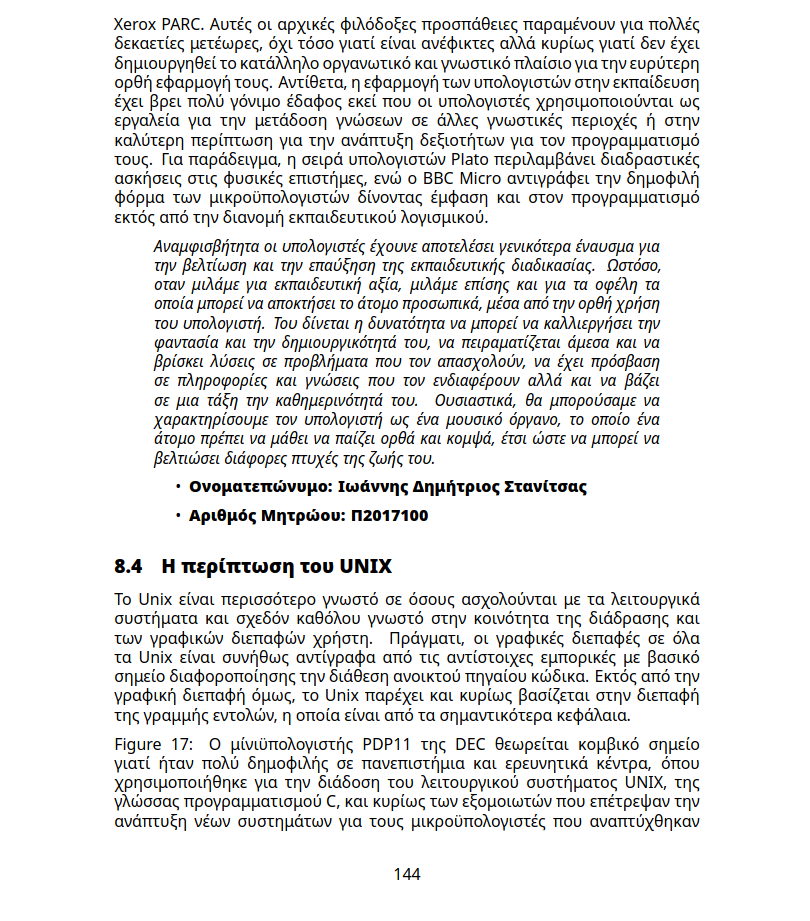 Xerox PARC. Αυτές οι αρχικές φιλόδοξες προσπάθειες παραμένουν για πολλές
δεκαετίες μετέωρες, όχι τόσο γιατί είναι ανέφικτες αλλά κυρίως γιατί δεν έχει
δημιουργηθεί το κατάλληλο οργανωτικό και γνωστικό πλαίσιο για την ευρύτερη
ορθή εφαρμογή τους. Αντίθετα, η εφαρμογή των υπολογιστών στην εκπαίδευση
έχει βρει πολύ γόνιμο έδαφος εκεί που οι υπολογιστές χρησιμοποιούνται ως
εργαλεία για την μετάδοση γνώσεων σε άλλες γνωστικές περιοχές ή στην
καλύτερη περίπτωση για την ανάπτυξη δεξιοτήτων για τον προγραμματισμό
τους. Για παράδειγμα, η σειρά υπολογιστών Plato περιλαμβάνει διαδραστικές
ασκήσεις στις φυσικές επιστήμες, ενώ ο BBC Micro αντιγράφει την δημοφιλή
φόρμα των μικροϋπολογιστών δίνοντας έμφαση και στον προγραμματισμό
εκτός από την διανομή εκπαιδευτικού λογισμικού.
Αναμφισβήτητα οι υπολογιστές έχουνε αποτελέσει γενικότερα έναυσμα για
την βελτίωση και την επαύξηση της εκπαιδευτικής διαδικασίας. Ωστόσο,
οταν μιλάμε για εκπαιδευτική αξία, μιλάμε επίσης και για τα οφέλη τα
οποία μπορεί να αποκτήσει το άτομο προσωπικά, μέσα από την ορθή χρήση
του υπολογιστή. Του δίνεται η δυνατότητα να μπορεί να καλλιεργήσει την
φαντασία και την δημιουργικότητά του, να πειραματίζεται άμεσα και να
βρίσκει λύσεις σε προβλήματα που τον απασχολούν, να έχει πρόσβαση
σε πληροφορίες και γνώσεις που τον ενδιαφέρουν αλλά και να βάζει
σε μια τάξη την καθημερινότητά του. Ουσιαστικά, θα μπορούσαμε να
χαρακτηρίσουμε τον υπολογιστή ως ένα μουσικό όργανο, το οποίο ένα
άτομο πρέπει να μάθει να παίζει ορθά και κομψά, έτσι ώστε να μπορεί να
βελτιώσει διάφορες πτυχές της ζωής του.
• Ονοματεπώνυμο: Ιωάννης Δημήτριος Στανίτσας
• Αριθμός Μητρώου: Π2017100
8.4 Η περίπτωση του UNIX
Το Unix είναι περισσότερο γνωστό σε όσους ασχολούνται με τα λειτουργικά
συστήματα και σχεδόν καθόλου γνωστό στην κοινότητα της διάδρασης και
των γραφικών διεπαφών χρήστη. Πράγματι, οι γραφικές διεπαφές σε όλα
τα Unix είναι συνήθως αντίγραφα από τις αντίστοιχες εμπορικές με βασικό
σημείο διαφοροποίησης την διάθεση ανοικτού πηγαίου κώδικα. Εκτός από την
γραφική διεπαφή όμως, το Unix παρέχει και κυρίως βασίζεται στην διεπαφή
της γραμμής εντολών, η οποία είναι από τα σημαντικότερα κεφάλαια.
Figure 17: Ο μίνιϋπολογιστής PDP11 της DEC θεωρείται κομβικό σημείο
γιατί ήταν πολύ δημοφιλής σε πανεπιστήμια και ερευνητικά κέντρα, όπου
χρησιμοποιήθηκε για την διάδοση του λειτουργικού συστήματος UNIX, της
γλώσσας προγραμματισμού C, και κυρίως των εξομοιωτών που επέτρεψαν την
ανάπτυξη νέων συστημάτων για τους μικροϋπολογιστές που αναπτύχθηκαν
144